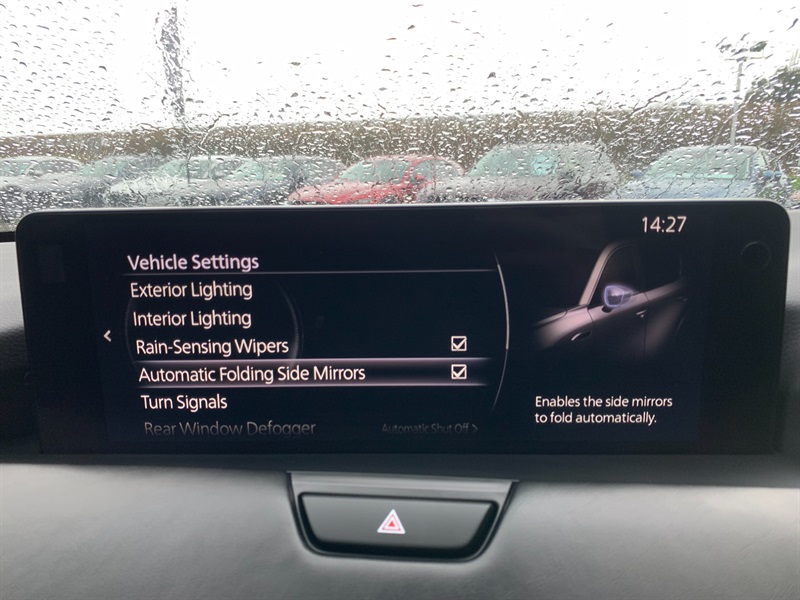 14:27
Vehicle Settings
Exterior Lighting
Interior Lighting
Rain-Sensing Wipers
Automatic Folding Side Mirrors
Turn Signals
Rear Window Defogger Automatic Shut Off >
Enables the side mirrors
to fold automatically.